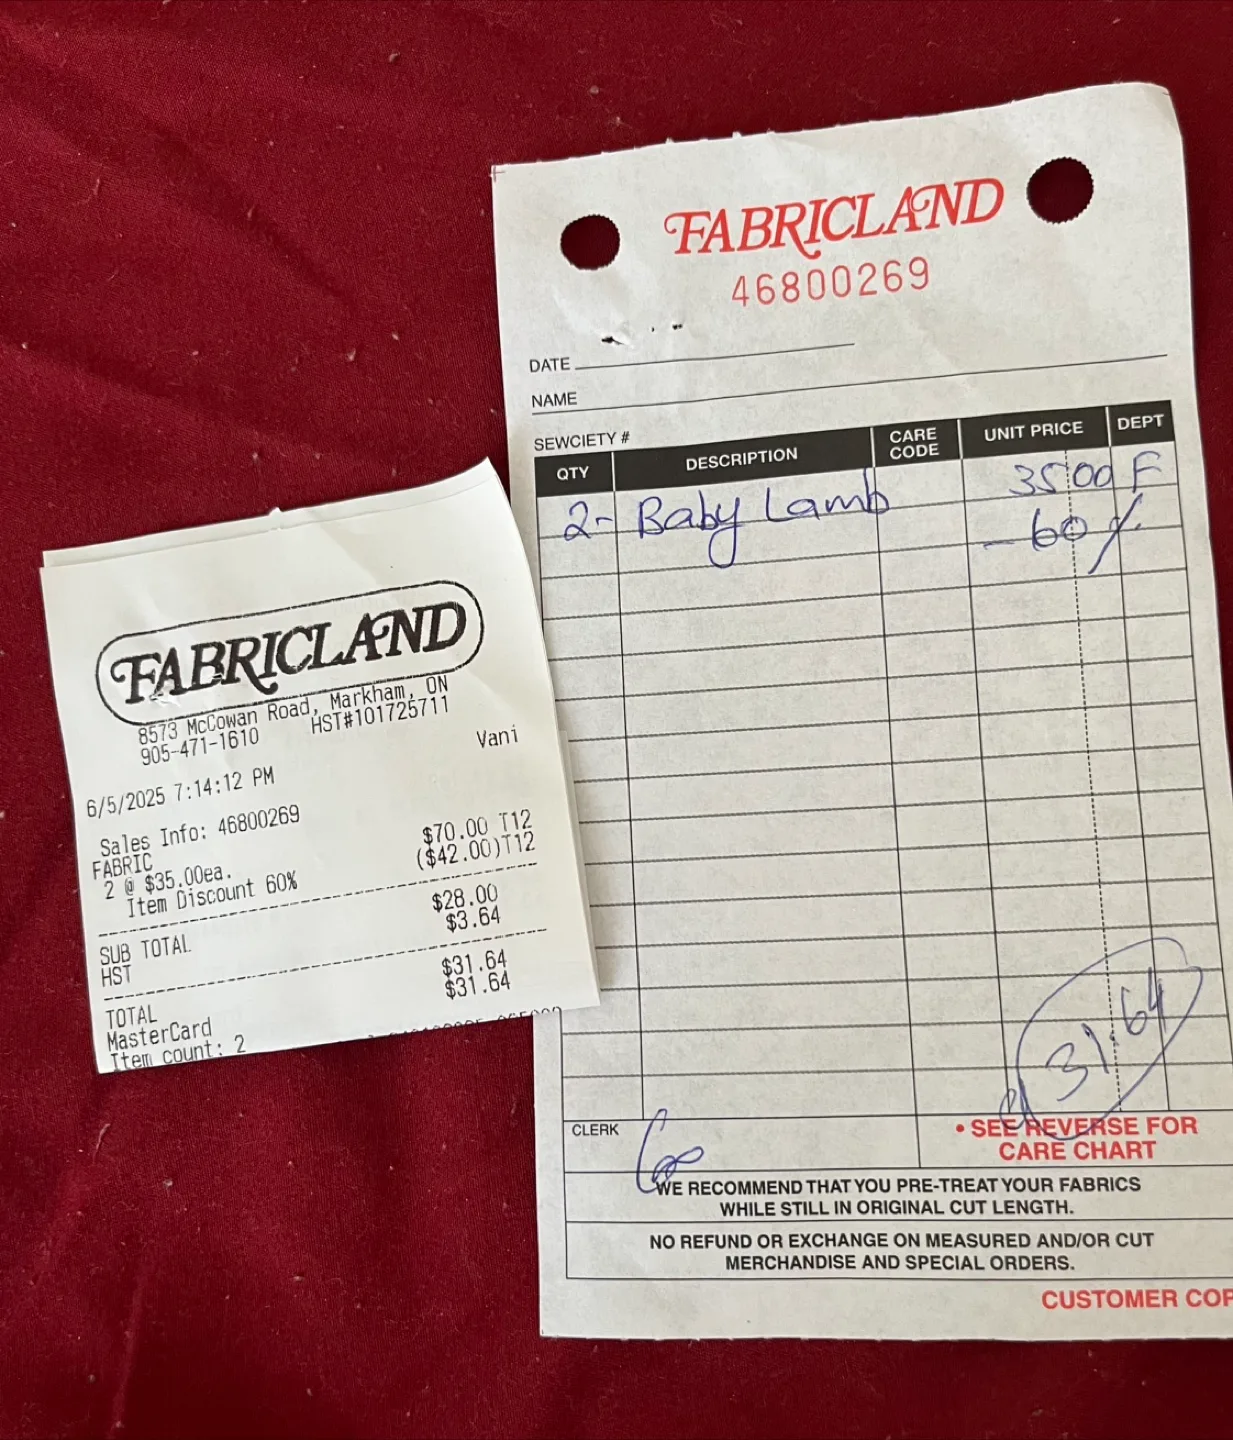 FABRICLAND
8573 McCowan Road, Markham, ON
905-471-1610 HST#101725711
Vani
6/5/2025 7:14:12 PM
Sales Info: 46800269
FABRIC
2 @ $35.00ea. $70.00 T12
Item Discount 60% ($42.00)T12
SUB TOTAL $28.00
HST $3.64
TOTAL $31.64
MasterCard $31.64
Item count: 2
FABRICLAND
46800269
DATE
NAME
SEWCIETY #
QTY DESCRIPTION CARE CODE UNIT PRICE DEPT
2- Baby Lamb 35 00 F
- 60 %
31.64
CLERK
• SEE REVERSE FOR
CARE CHART
WE RECOMMEND THAT YOU PRE-TREAT YOUR FABRICS
WHILE STILL IN ORIGINAL CUT LENGTH.
NO REFUND OR EXCHANGE ON MEASURED AND/OR CUT
MERCHANDISE AND SPECIAL ORDERS.
CUSTOMER COP